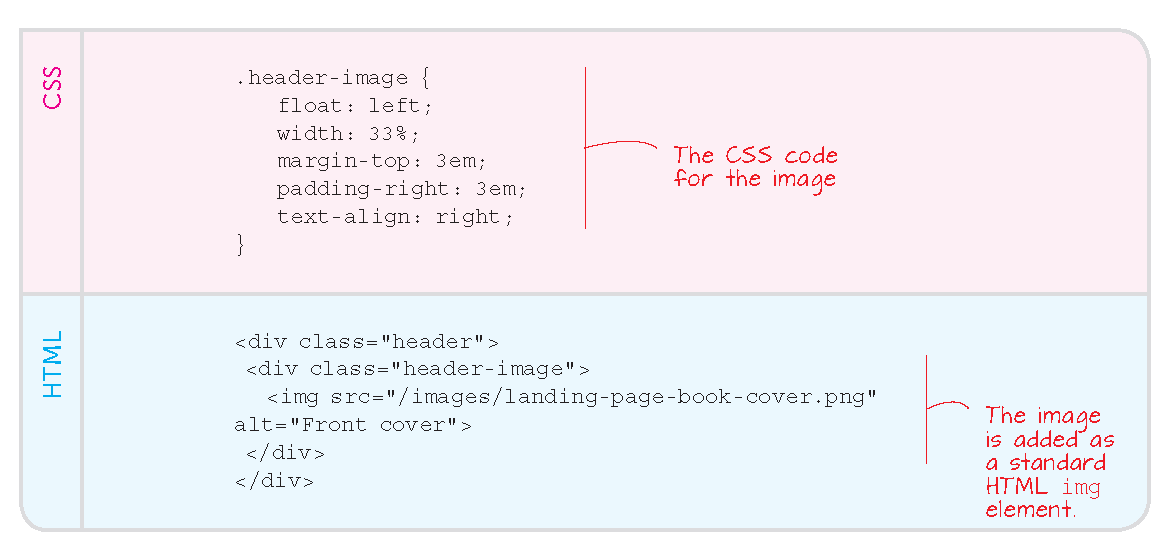 CSS
.header-image {
float: left;
width: 33%;
margin-top: 3em;
padding-right: 3em;
text-align: right;
}
The CSS code
for the image
HTML
<div class="header">
<div class="header-image">
<img src="/images/landing-page-book-cover.png"
alt="Front cover">
</div>
</div>
The image
is added as
a standard
HTML img
element.